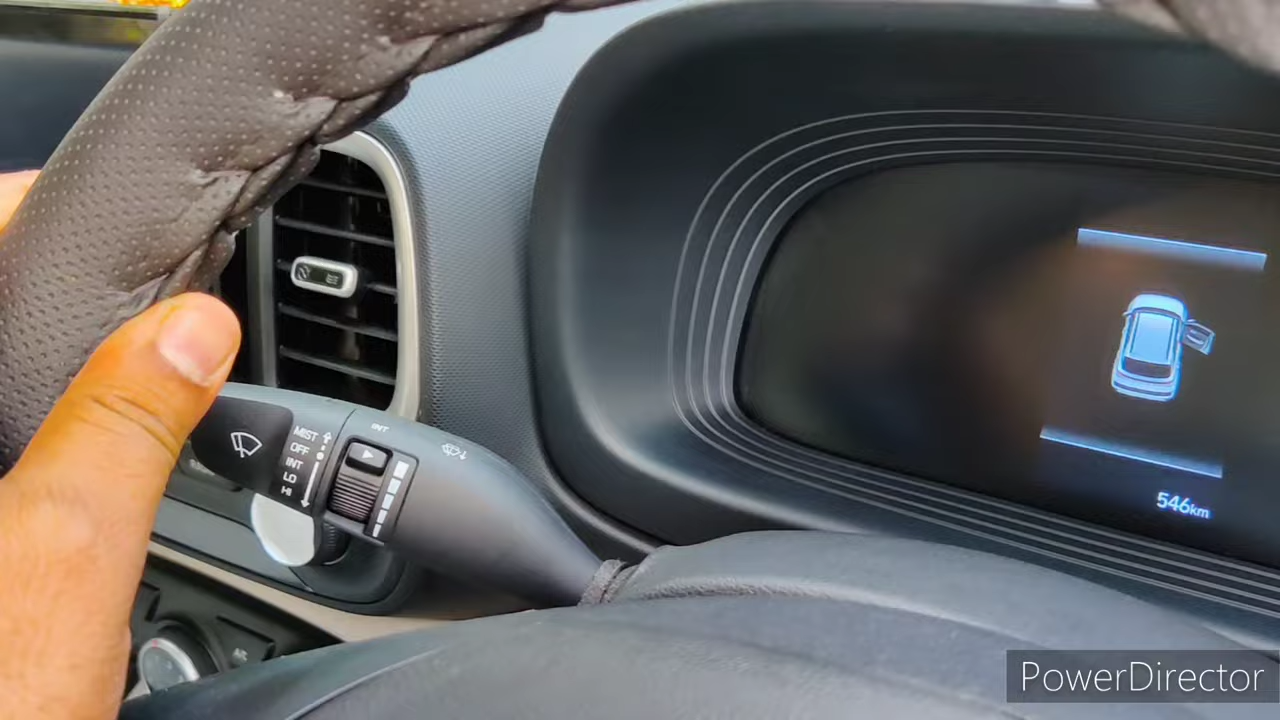 MIST
OFF
INT
LO
HI
INT
546km
A/C
PowerDirector